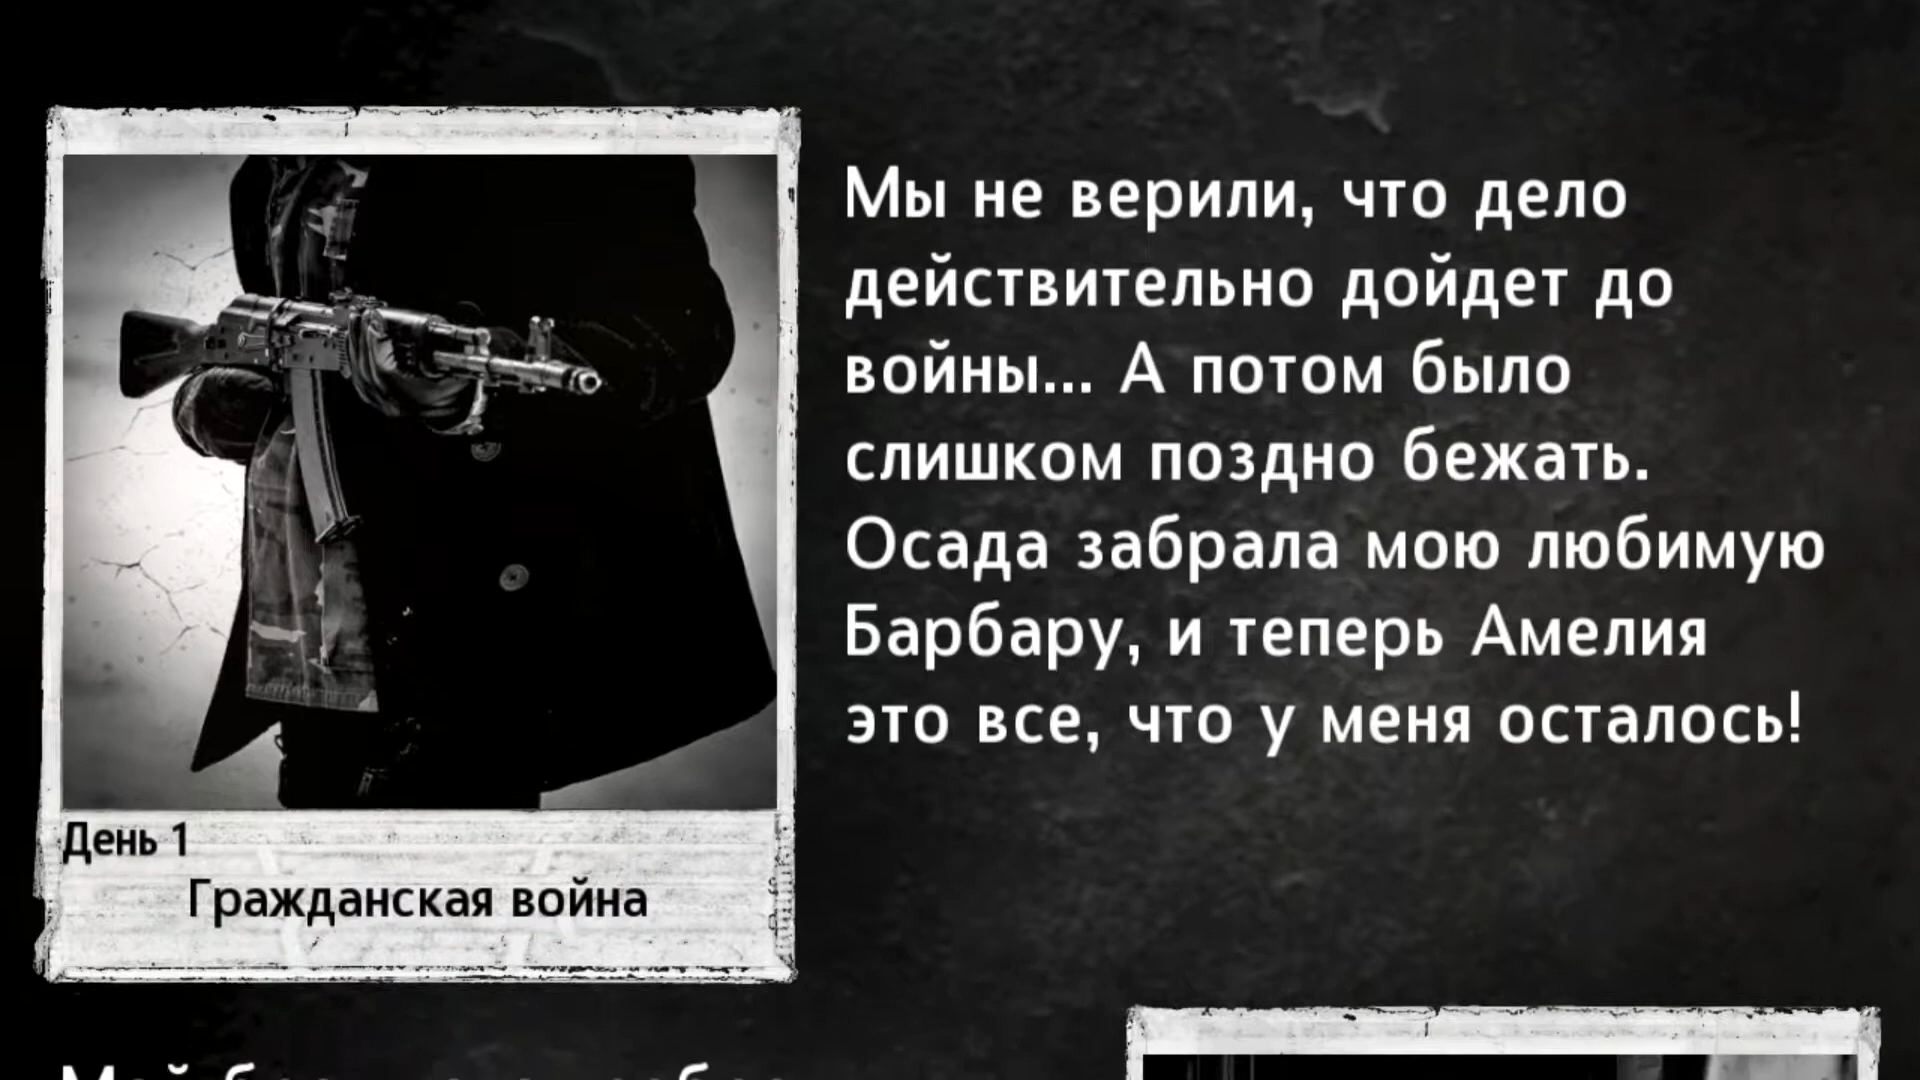 Мы не верили, что дело
действительно дойдет до
войны... А потом было
слишком поздно бежать.
Осада забрала мою любимую
Барбару, и теперь Амелия
это все, что у меня осталось!
День 1
Гражданская война